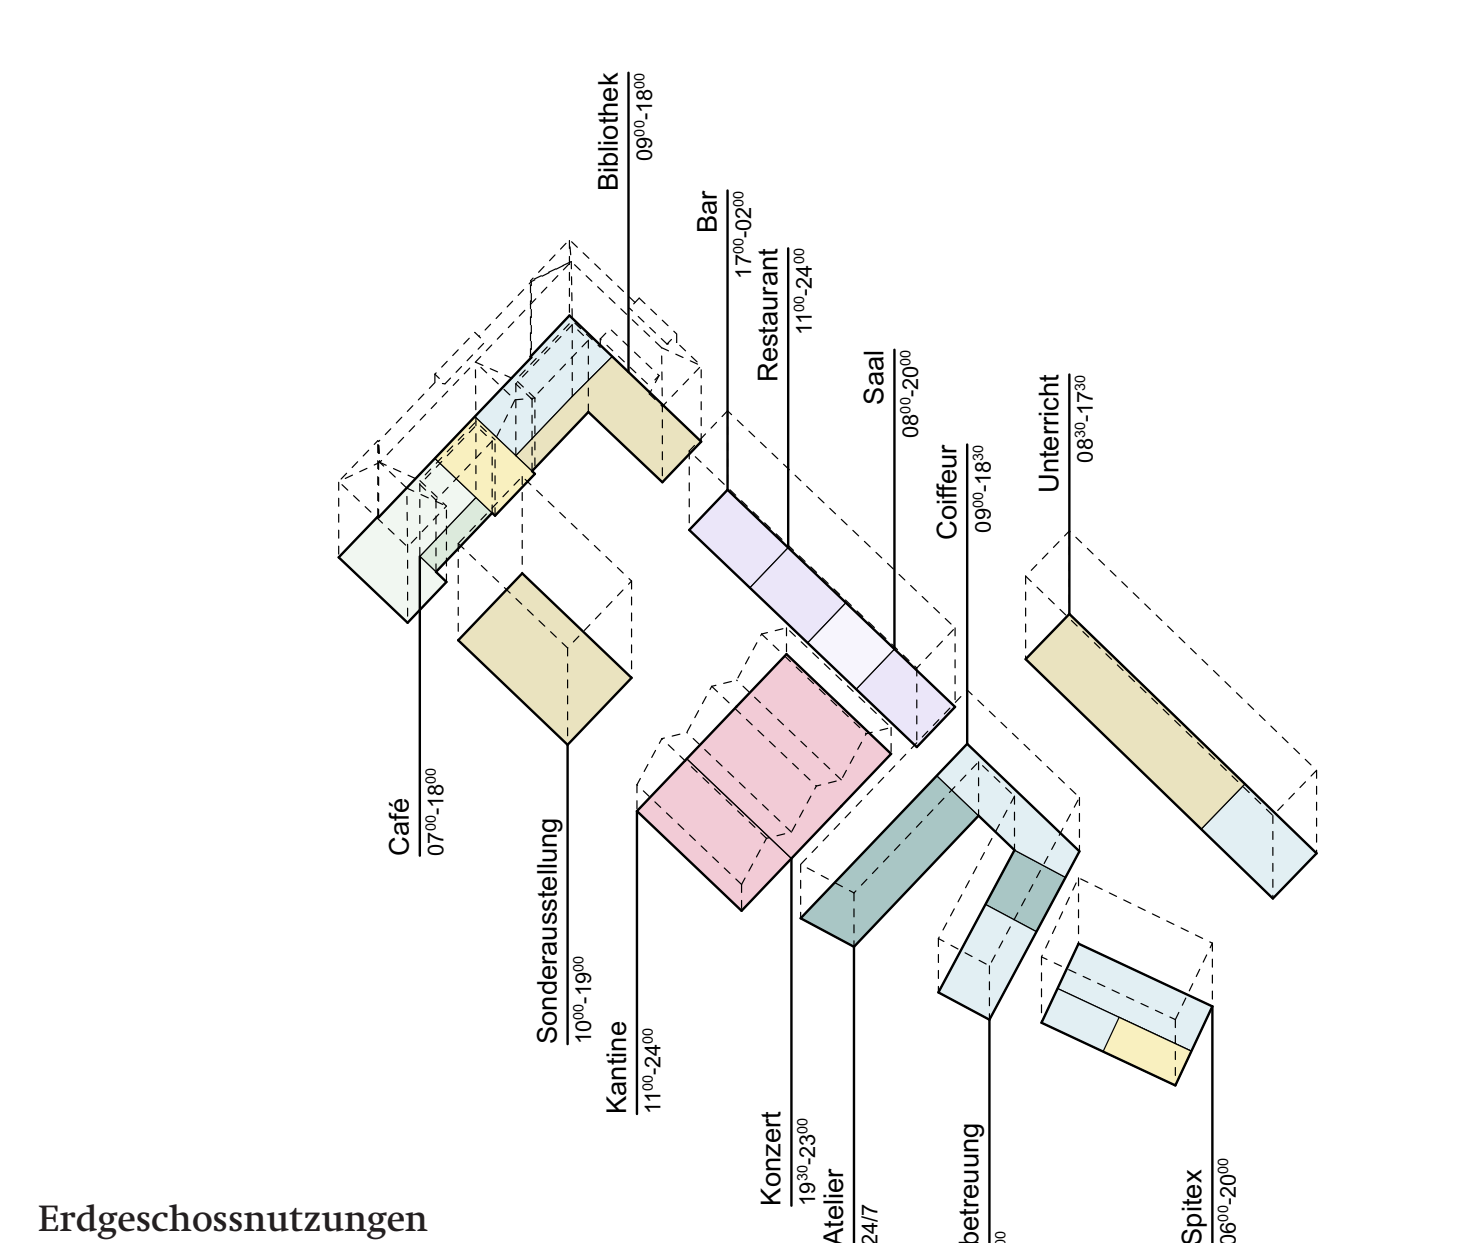 Bibliothek
09⁰⁰-18⁰⁰
Bar
17⁰⁰-02⁰⁰
Restaurant
11⁰⁰-24⁰⁰
Saal
08⁰⁰-20⁰⁰
Coiffeur
09⁰⁰-18³⁰
Unterricht
08³⁰-17³⁰
Café
07⁰⁰-18⁰⁰
Sonderausstellung
10⁰⁰-19⁰⁰
Kantine
11⁰⁰-24⁰⁰
Konzert
19³⁰-23⁰⁰
Atelier
24/7
betreuung
⁰⁰
Spitex
06⁰⁰-20⁰⁰
Erdgeschossnutzungen